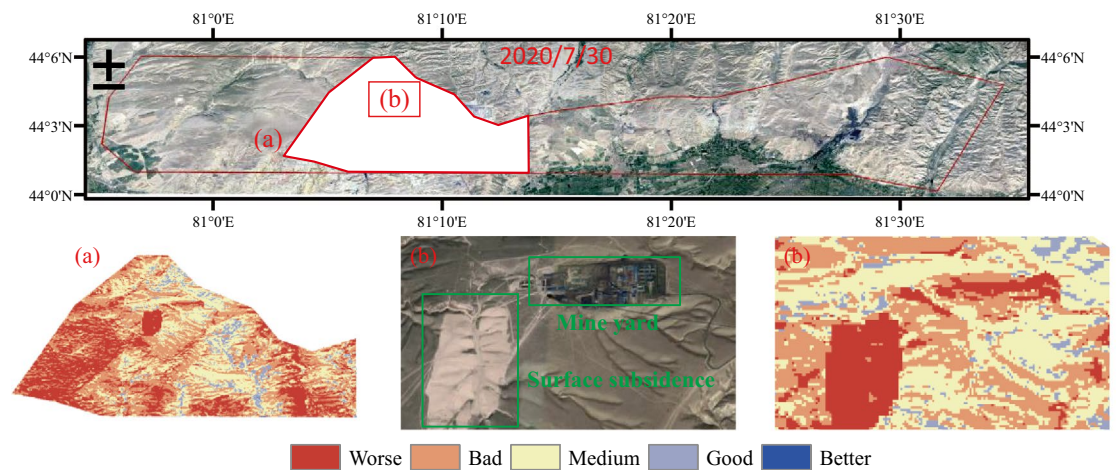 81°0'E 81°10'E 81°20'E 81°30'E
2020/7/30
44°6'N 44°6'N
(b)
44°3'N 44°3'N
(a)
44°0'N 44°0'N
81°0'E 81°10'E 81°20'E 81°30'E
(a) (b) (b)
Mine yard
Surface subsidence
Worse Bad Medium Good Better